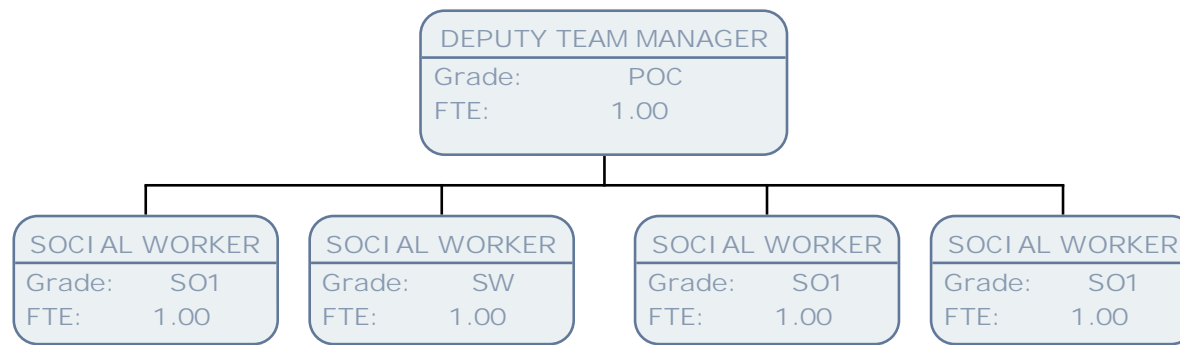 DEPUTY TEAM MANAGER
Grade: POC
FTE: 1.00
SOCIAL WORKER
Grade: SO1
FTE: 1.00
SOCIAL WORKER
Grade: SW
FTE: 1.00
SOCIAL WORKER
Grade: SO1
FTE: 1.00
SOCIAL WORKER
Grade: SO1
FTE: 1.00